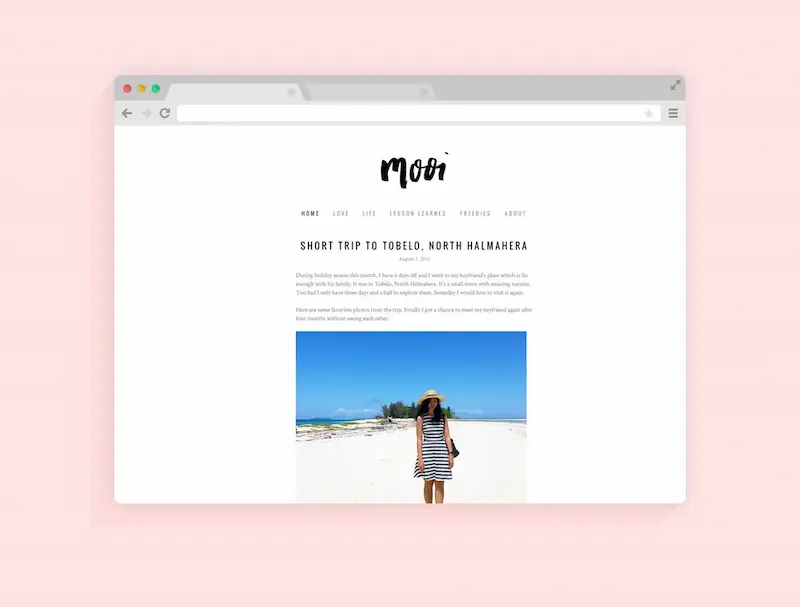 mooi
HOME LOVE LIFE LESSON LEARNED FREEBIES ABOUT
SHORT TRIP TO TOBELO, NORTH HALMAHERA
August 2, 2015
During holiday season this month, I have 6 days off and I went to my boyfriend's place which is far
enough with his family. It was in Tobelo, North Halmahera. It's a small town with amazing nature.
Too bad I only have three days and a half to explore them. Someday I would love to visit it again.
Here are some favorites photos from the trip. Finally I got a chance to meet my boyfriend again after
four months without seeing each other.